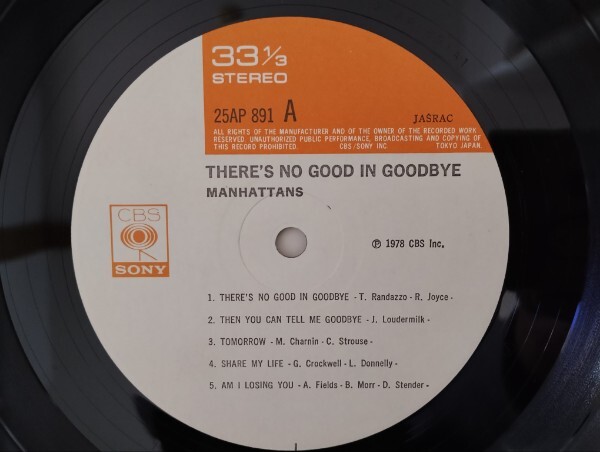 33 1/3
STEREO
25AP 891 A
JASRAC
ALL RIGHTS OF THE MANUFACTURER AND OF THE OWNER OF THE RECORDED WORK
RESERVED UNAUTHORIZED PUBLIC PERFORMANCE, BROADCASTING AND COPYING OF
THIS RECORD PROHIBITED. CBS/SONY INC TOKYO JAPAN
THERE'S NO GOOD IN GOODBYE
MANHATTANS
CBS
SONY
℗ 1978 CBS Inc.
1. THERE'S NO GOOD IN GOODBYE - T. Randazzo - R. Joyce -
2. THEN YOU CAN TELL ME GOODBYE - J. Loudermilk -
3. TOMORROW - M. Charnin - C. Strouse -
4. SHARE MY LIFE - G. Crockwell - L. Donnelly -
5. AM I LOSING YOU - A. Fields - B. Morr - D. Stender -